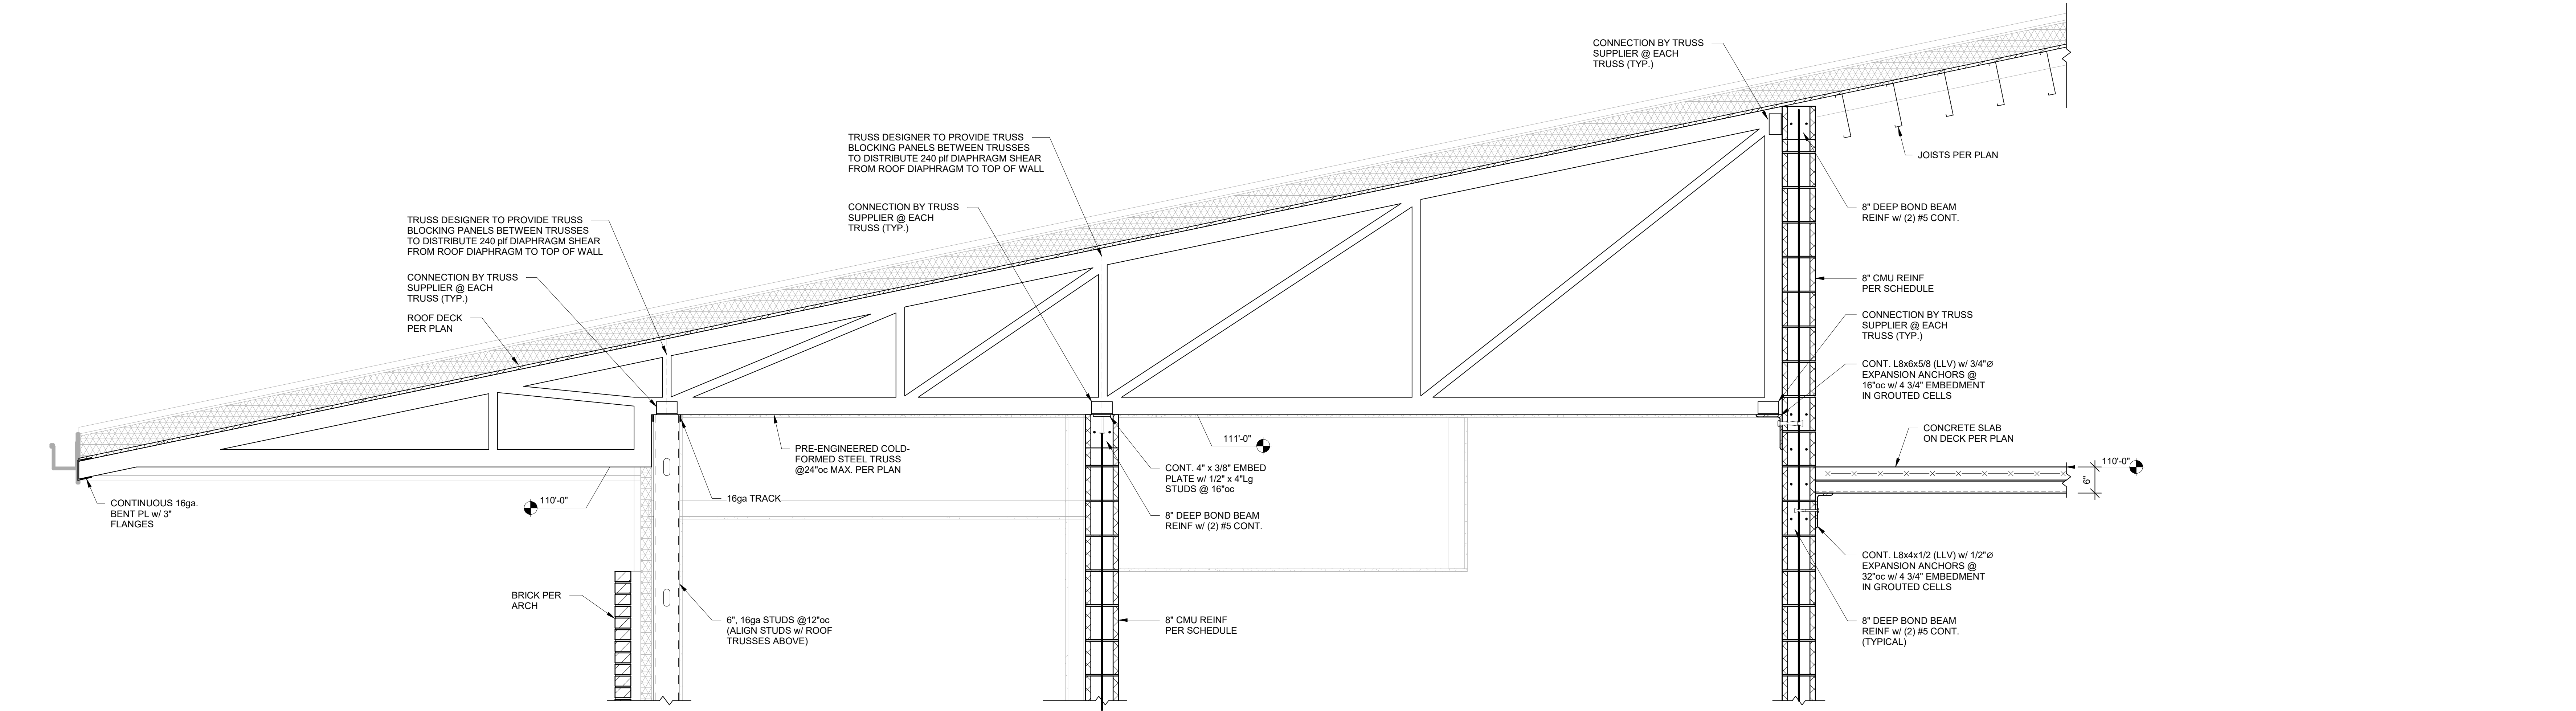 CONNECTION BY TRUSS
SUPPLIER @ EACH
TRUSS (TYP.)
TRUSS DESIGNER TO PROVIDE TRUSS
BLOCKING PANELS BETWEEN TRUSSES
TO DISTRIBUTE 240 plf DIAPHRAGM SHEAR
FROM ROOF DIAPHRAGM TO TOP OF WALL
JOISTS PER PLAN
CONNECTION BY TRUSS
SUPPLIER @ EACH
TRUSS (TYP.)
8" DEEP BOND BEAM
REINF w/ (2) #5 CONT.
TRUSS DESIGNER TO PROVIDE TRUSS
BLOCKING PANELS BETWEEN TRUSSES
TO DISTRIBUTE 240 plf DIAPHRAGM SHEAR
FROM ROOF DIAPHRAGM TO TOP OF WALL
CONNECTION BY TRUSS
SUPPLIER @ EACH
TRUSS (TYP.)
8" CMU REINF
PER SCHEDULE
ROOF DECK
PER PLAN
CONNECTION BY TRUSS
SUPPLIER @ EACH
TRUSS (TYP.)
CONT. L8x6x5/8 (LLV) w/ 3/4"Ø
EXPANSION ANCHORS @
16"oc w/ 4 3/4" EMBEDMENT
IN GROUTED CELLS
CONCRETE SLAB
ON DECK PER PLAN
111'-0"
PRE-ENGINEERED COLD-
FORMED STEEL TRUSS
@24"oc MAX. PER PLAN
110'-0"
6"
CONT. 4" x 3/8" EMBED
PLATE w/ 1/2" x 4"Lg
STUDS @ 16"oc
16ga TRACK
110'-0"
CONTINUOUS 16ga.
BENT PL w/ 3"
FLANGES
8" DEEP BOND BEAM
REINF w/ (2) #5 CONT.
CONT. L8x4x1/2 (LLV) w/ 1/2"Ø
EXPANSION ANCHORS @
32"oc w/ 4 3/4" EMBEDMENT
IN GROUTED CELLS
BRICK PER
ARCH
6", 16ga STUDS @12"oc
(ALIGN STUDS w/ ROOF
TRUSSES ABOVE)
8" CMU REINF
PER SCHEDULE
8" DEEP BOND BEAM
REINF w/ (2) #5 CONT.
(TYPICAL)